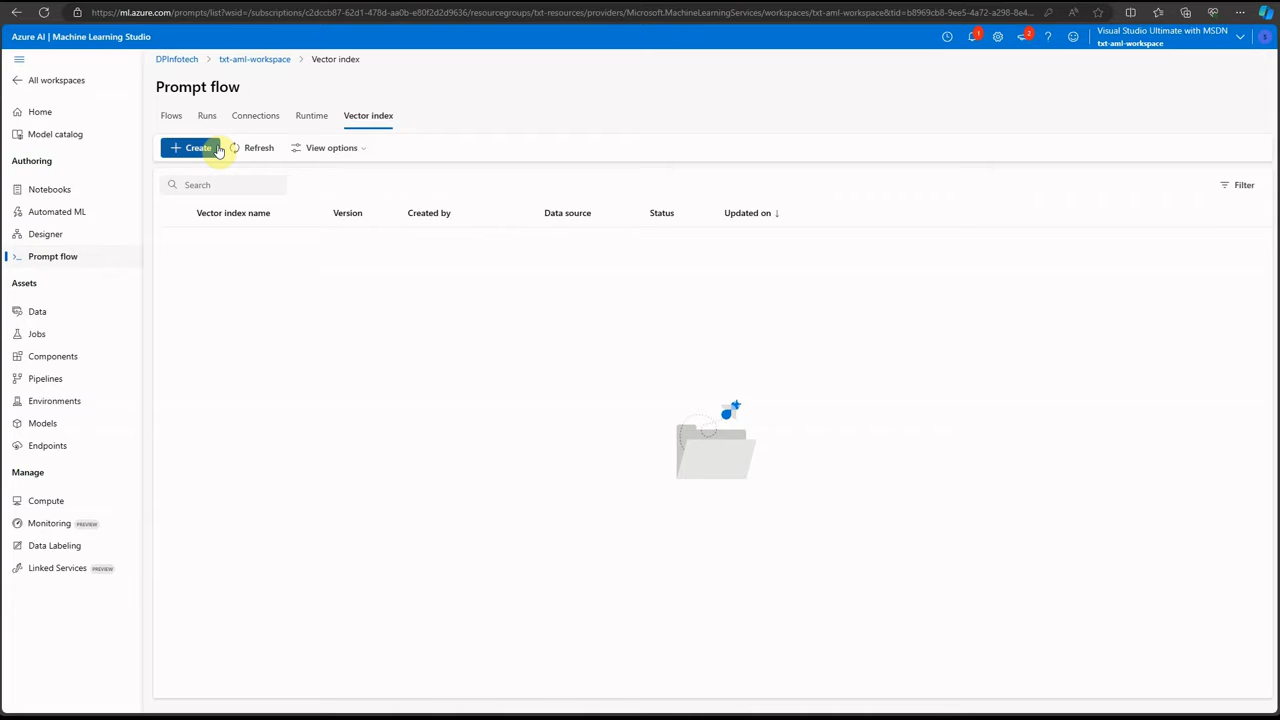 https://ml.azure.com/prompts/list?wsid=/subscriptions/c2dccb87-62d1-478d-aa0b-e80f2d2d9636/resourcegroups/txt-resources/providers/Microsoft.MachineLearningServices/workspaces/txt-aml-workspace&tid=b8969cb8-9ee5-4a72-a298-8e4...
Azure AI | Machine Learning Studio
1
2
Visual Studio Ultimate with MSDN
txt-aml-workspace
S
All workspaces
Home
Model catalog
Authoring
Notebooks
Automated ML
Designer
Prompt flow
Assets
Data
Jobs
Components
Pipelines
Environments
Models
Endpoints
Manage
Compute
Monitoring PREVIEW
Data Labeling
Linked Services PREVIEW
DPInfotech > txt-aml-workspace > Vector index
Prompt flow
Flows Runs Connections Runtime Vector index
Create Refresh View options
Search Filter
Vector index name Version Created by Data source Status Updated on ↓